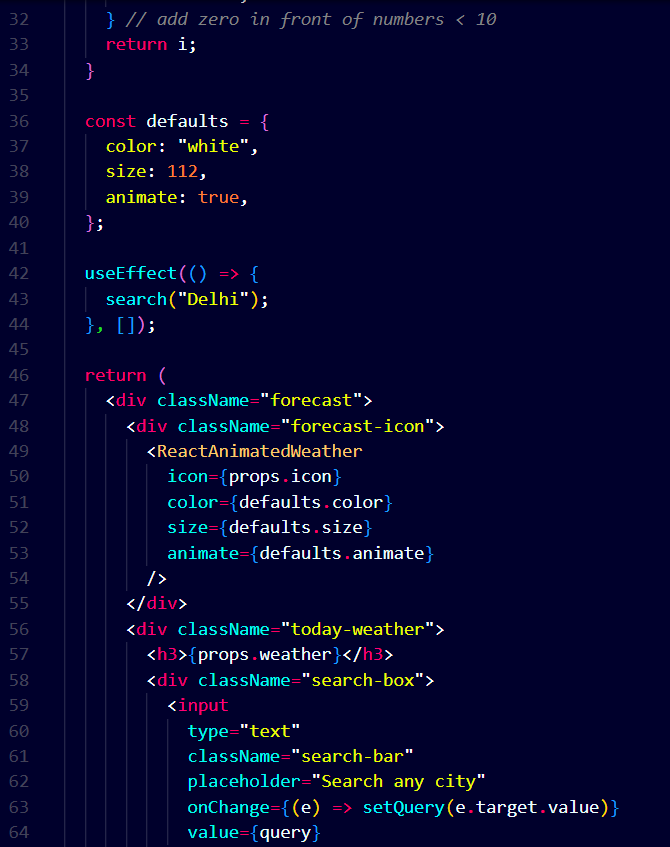 32 } // add zero in front of numbers < 10
33 return i;
34 }
35
36 const defaults = {
37 color: "white",
38 size: 112,
39 animate: true,
40 };
41
42 useEffect(() => {
43 search("Delhi");
44 }, []);
45
46 return (
47 <div className="forecast">
48 <div className="forecast-icon">
49 <ReactAnimatedWeather
50 icon={props.icon}
51 color={defaults.color}
52 size={defaults.size}
53 animate={defaults.animate}
54 />
55 </div>
56 <div className="today-weather">
57 <h3>{props.weather}</h3>
58 <div className="search-box">
59 <input
60 type="text"
61 className="search-bar"
62 placeholder="Search any city"
63 onChange={(e) => setQuery(e.target.value)}
64 value={query}